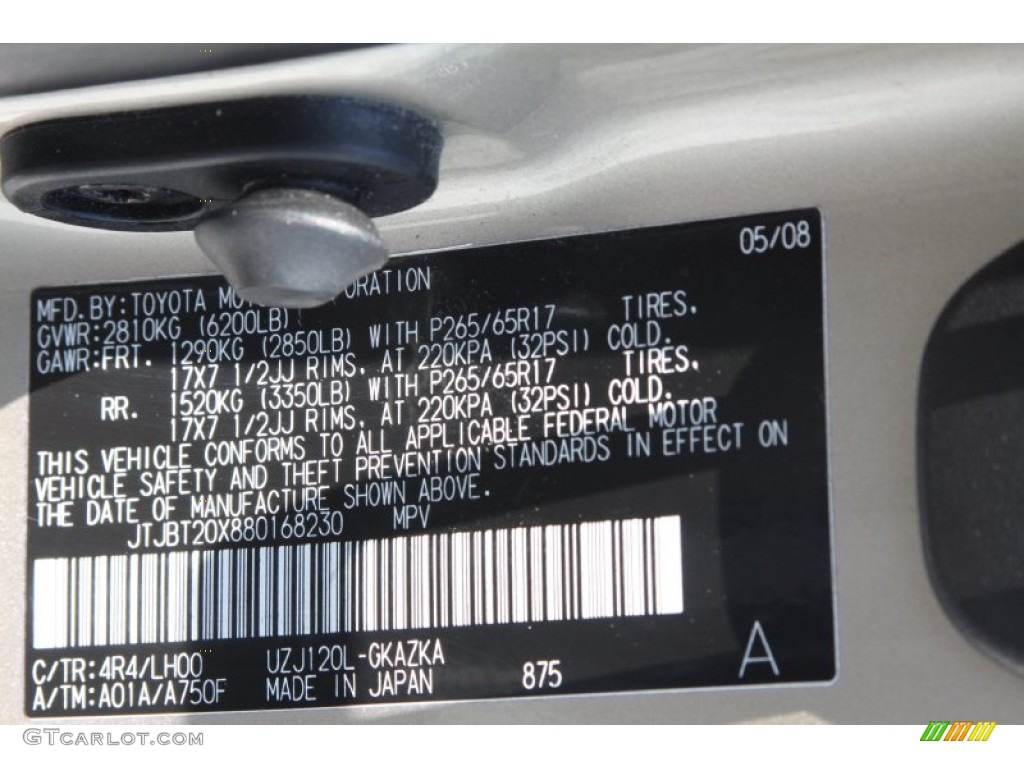 05/08
MFD.BY:TOYOTA MO ORATION
GVWR:2810KG (6200LB)
GAWR:FRT. 1290KG (2850LB) WITH P265/65R17 TIRES.
17X7 1/2JJ RIMS, AT 220KPA (32PSI) COLD.
RR. 1520KG (3350LB) WITH P265/65R17 TIRES,
17X7 1/2JJ RIMS, AT 220KPA (32PSI) COLD.
THIS VEHICLE CONFORMS TO ALL APPLICABLE FEDERAL MOTOR
VEHICLE SAFETY AND THEFT PREVENTION STANDARDS IN EFFECT ON
THE DATE OF MANUFACTURE SHOWN ABOVE.
JTJBT20X880168230 MPV
C/TR:4R4/LH00 UZJ120L-GKAZKA
A/TM:A01A/A750F MADE IN JAPAN 875 A
GTcarlot.com